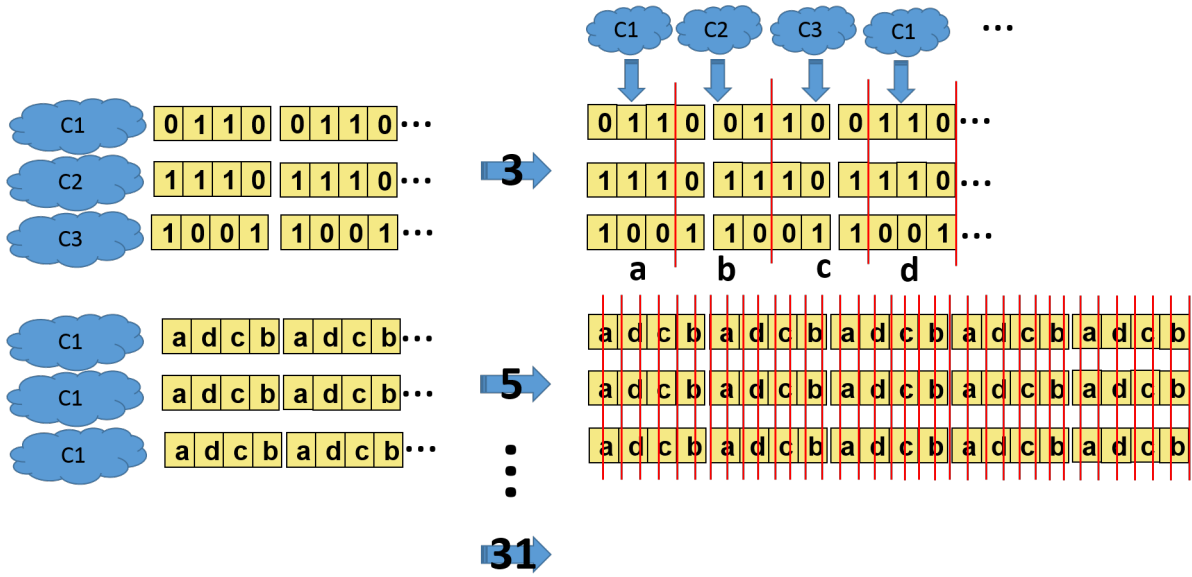 C1 C2 C3 C1 ...
C1 0 1 1 0 0 1 1 0 ... 0 1 1 0 0 1 1 0 0 1 1 0 ...
C2 1 1 1 0 1 1 1 0 ... 3 1 1 1 0 1 1 1 0 1 1 1 0 ...
C3 1 0 0 1 1 0 0 1 ... 1 0 0 1 1 0 0 1 1 0 0 1 ...
a b c d
C1 a d c b a d c b ... a d c b a d c b a d c b a d c b a d c b
C1 a d c b a d c b ... 5 a d c b a d c b a d c b a d c b a d c b
C1 a d c b a d c b ... a d c b a d c b a d c b a d c b a d c b
⋮
31